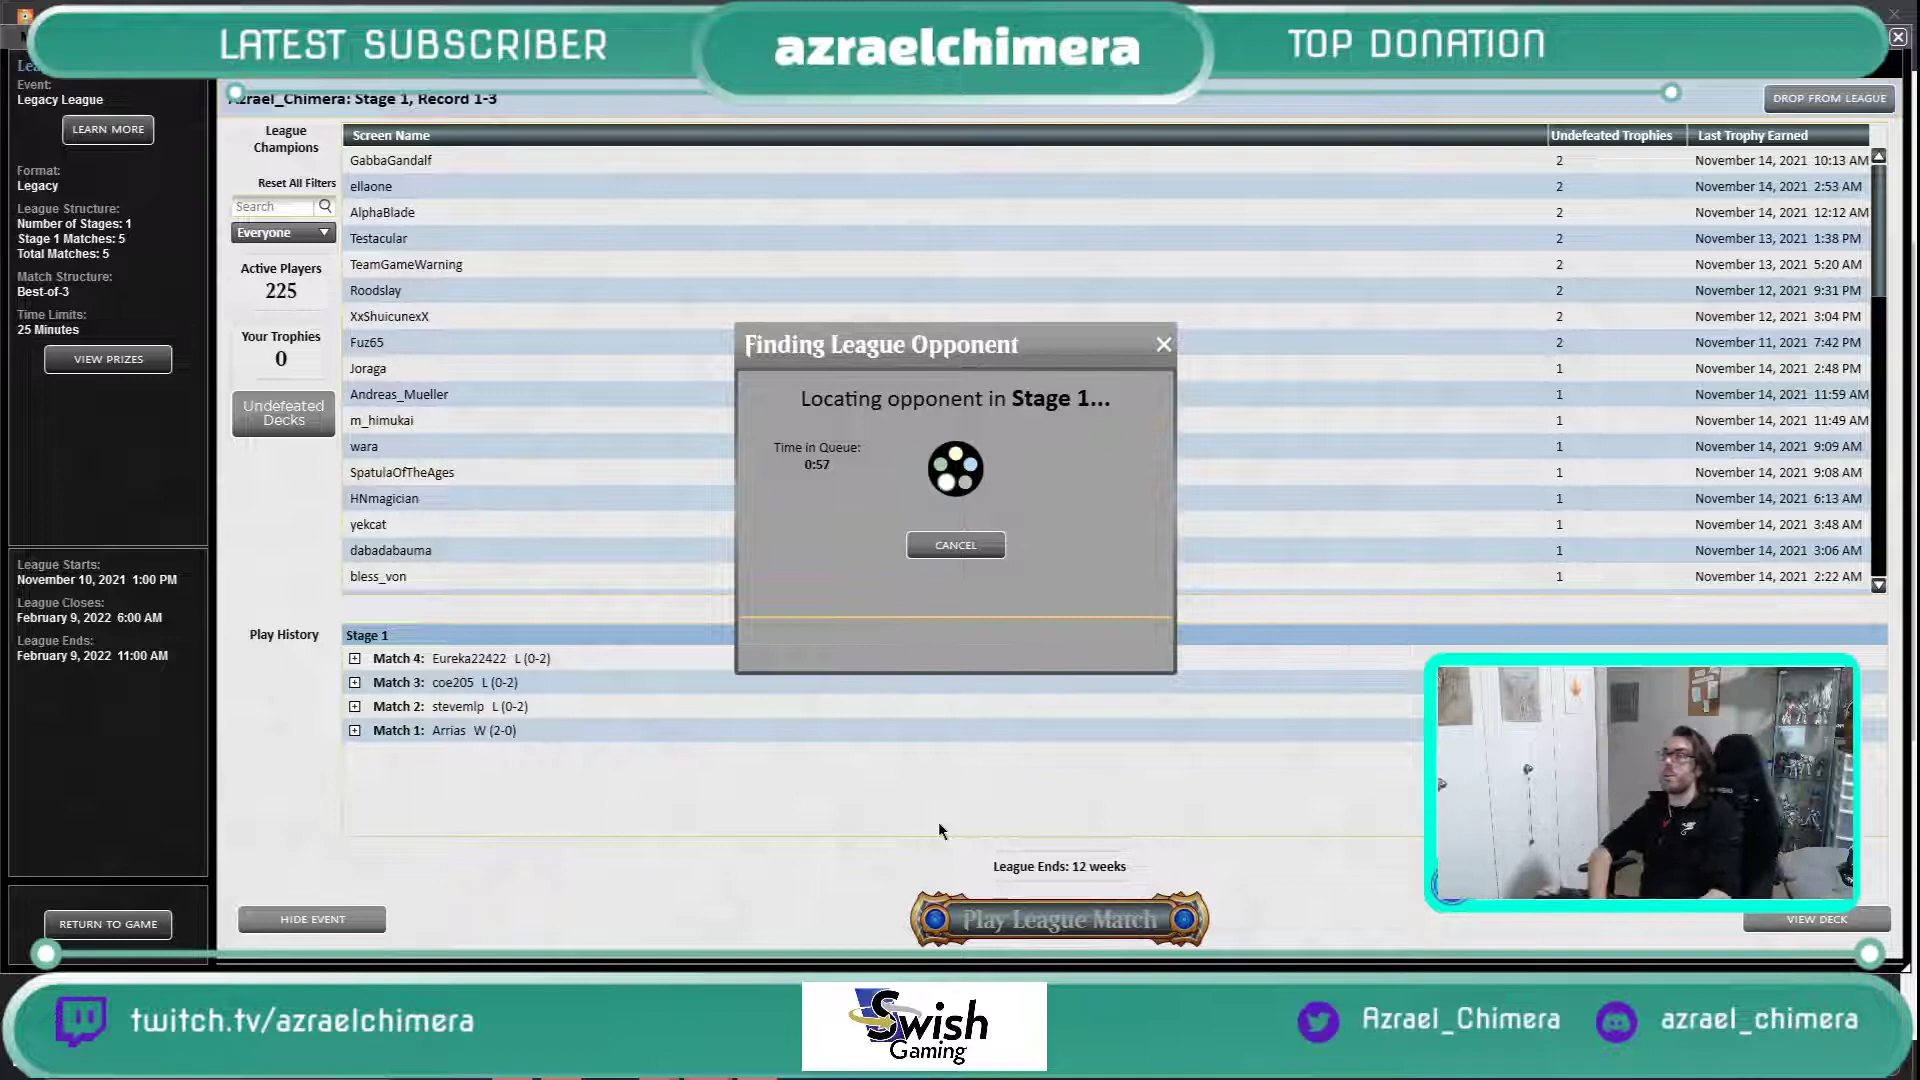 LATEST SUBSCRIBER
azraelchimera
TOP DONATION
Event:
Legacy League
LEARN MORE
Format:
Legacy
League Structure:
Number of Stages: 1
Stage 1 Matches: 5
Total Matches: 5
Match Structure:
Best-of-3
Time Limits:
25 Minutes
VIEW PRIZES
League Starts:
November 10, 2021 1:00 PM
League Closes:
February 9, 2022 6:00 AM
League Ends:
February 9, 2022 11:00 AM
RETURN TO GAME
Azrael_Chimera: Stage 1, Record 1-3
DROP FROM LEAGUE
League
Champions
Reset All Filters
Search
Everyone
Active Players
225
Your Trophies
0
Undefeated
Decks
Screen Name Undefeated Trophies Last Trophy Earned
GabbaGandalf 2 November 14, 2021 10:13 AM
ellaone 2 November 14, 2021 2:53 AM
AlphaBlade 2 November 14, 2021 12:12 AM
Testacular 2 November 13, 2021 1:38 PM
TeamGameWarning 2 November 13, 2021 5:20 AM
Roodslay 2 November 12, 2021 9:31 PM
XxShuicunexX 2 November 12, 2021 3:04 PM
Fuz65 2 November 11, 2021 7:42 PM
Joraga 1 November 14, 2021 2:48 PM
Andreas_Mueller 1 November 14, 2021 11:59 AM
m_himukai 1 November 14, 2021 11:49 AM
wara 1 November 14, 2021 9:09 AM
SpatulaOfTheAges 1 November 14, 2021 9:08 AM
HNmagician 1 November 14, 2021 6:13 AM
yekcat 1 November 14, 2021 3:48 AM
dabadabauma 1 November 14, 2021 3:06 AM
bless_von 1 November 14, 2021 2:22 AM
Finding League Opponent
Locating opponent in Stage 1...
Time in Queue:
0:57
CANCEL
Play History
Stage 1
Match 4: Eureka22422 L (0-2)
Match 3: coe205 L (0-2)
Match 2: stevemlp L (0-2)
Match 1: Arrias W (2-0)
League Ends: 12 weeks
HIDE EVENT
Play League Match
VIEW DECK
twitch.tv/azraelchimera
Swish
Gaming
Azrael_Chimera
azrael_chimera